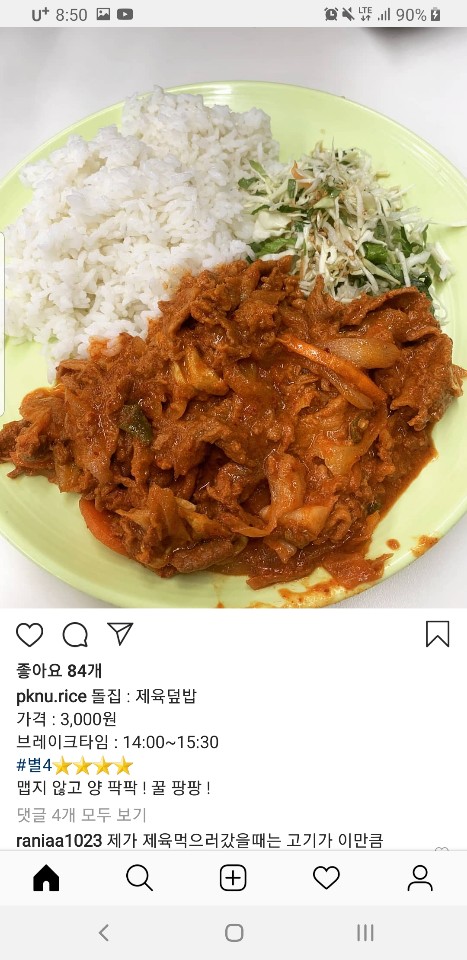 U+ 8:50 LTE 90%
좋아요 84개
pknu.rice 돌집 : 제육덮밥
가격 : 3,000원
브레이크타임 : 14:00~15:30
#별4⭐⭐⭐⭐
맵지 않고 양 팍팍 ! 꿀 팡팡 !
댓글 4개 모두 보기
raniaa1023 제가 제육먹으러갔을때는 고기가 이만큼